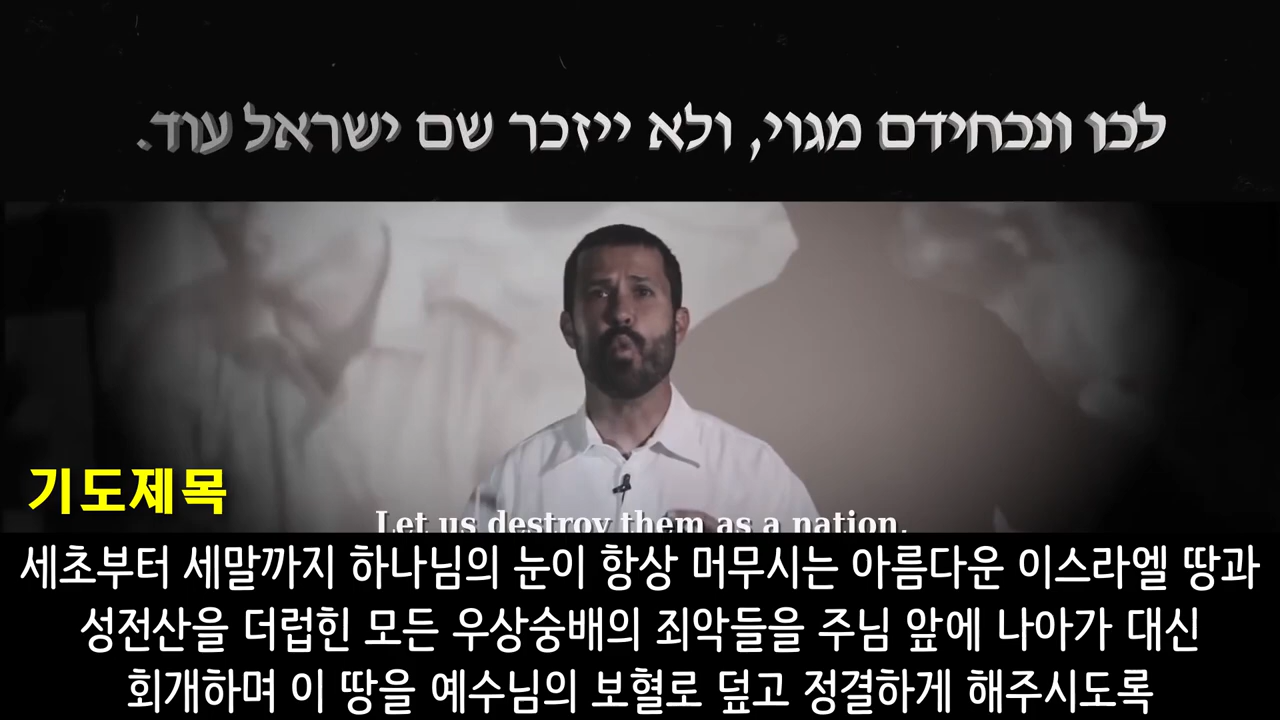 לכו ונכחידם מגוי, ולא ייזכר שם ישראל עוד.
Let us destroy them as a nation,
기도제목
세초부터 세말까지 하나님의 눈이 항상 머무시는 아름다운 이스라엘 땅과
성전산을 더럽힌 모든 우상숭배의 죄악들을 주님 앞에 나아가 대신
회개하며 이 땅을 예수님의 보혈로 덮고 정결하게 해주시도록